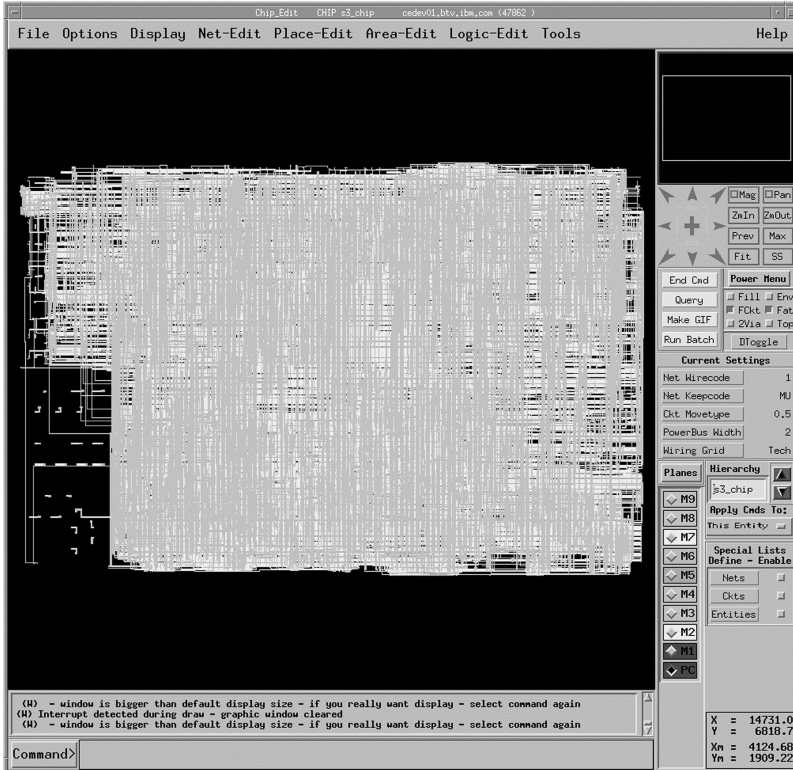 Chip_Edit CHIP s3_chip cedev01.btv.ibm.com (47862 )
File Options Display Net-Edit Place-Edit Area-Edit Logic-Edit Tools Help
Mag Pan
ZmIn ZmOut
Prev Max
Fit SS
End Cmd Power Menu
Query Fill Env
Make GIF FCkt Fat
2Via Top
Run Batch DToggle
Current Settings
Net Wirecode 1
Net Keepcode MU
Ckt Movetype 0.5
PowerBus Width 2
Wiring Grid Tech
Planes Hierarchy
s3_chip
Apply Cmds To:
This Entity
M9
M8
M7
M6
M5
M4
M3
M2
M1
PC
Special Lists
Define - Enable
Nets
Ckts
Entities
(W) - window is bigger than default display size - if you really want display - select command again
(W) Interrupt detected during draw - graphic window cleared
(W) - window is bigger than default display size - if you really want display - select command again
X = 14731.0
Y = 6818.7
Xm = 4124.68
Ym = 1909.22
Command>